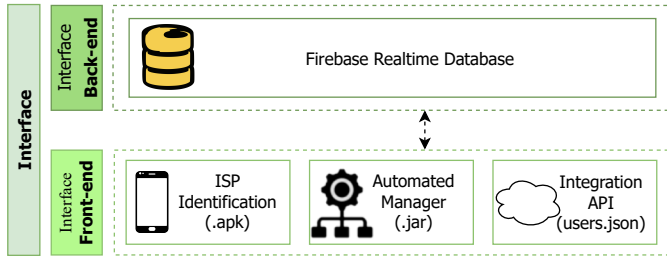 Interface
Interface
Back-end
Firebase Realtime Database
Interface
Front-end
ISP
Identification
(.apk)
Automated
Manager
(.jar)
Integration
API
(users.json)